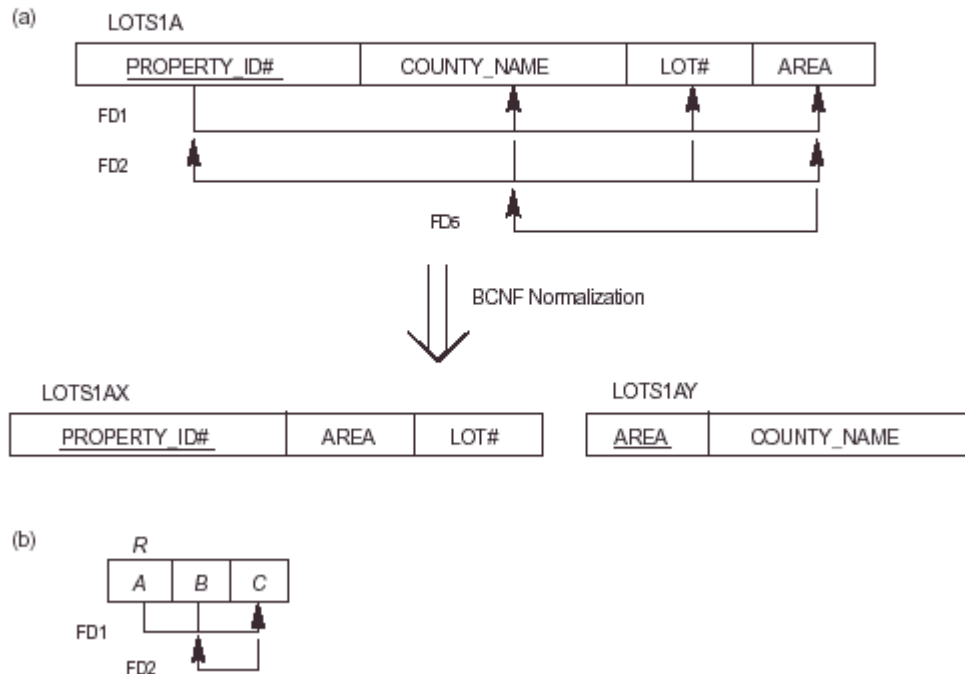 (a)
LOTS1A
PROPERTY_ID# COUNTY_NAME LOT# AREA
FD1
FD2
FD5
BCNF Normalization
LOTS1AX
PROPERTY_ID# AREA LOT#
LOTS1AY
AREA COUNTY_NAME
(b)
R
A B C
FD1
FD2